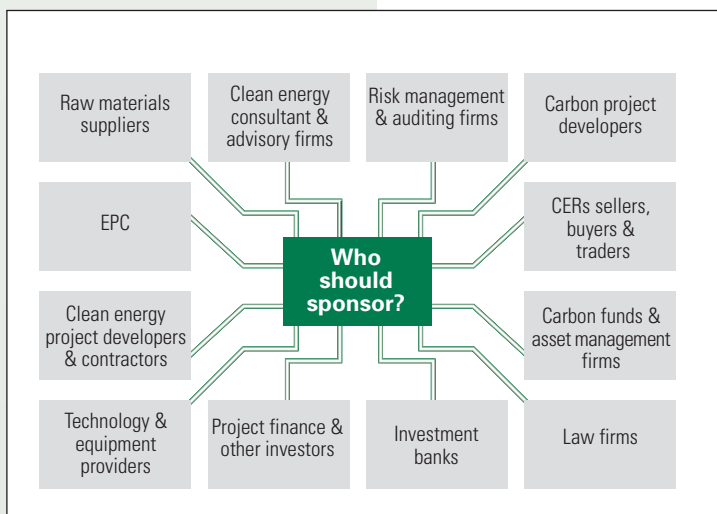 Raw materials
suppliers
Clean energy
consultant &
advisory firms
Risk management
& auditing firms
Carbon project
developers
EPC
CERs sellers,
buyers &
traders
Who
should
sponsor?
Clean energy
project developers
& contractors
Carbon funds &
asset management
firms
Technology &
equipment
providers
Project finance &
other investors
Investment
banks
Law firms